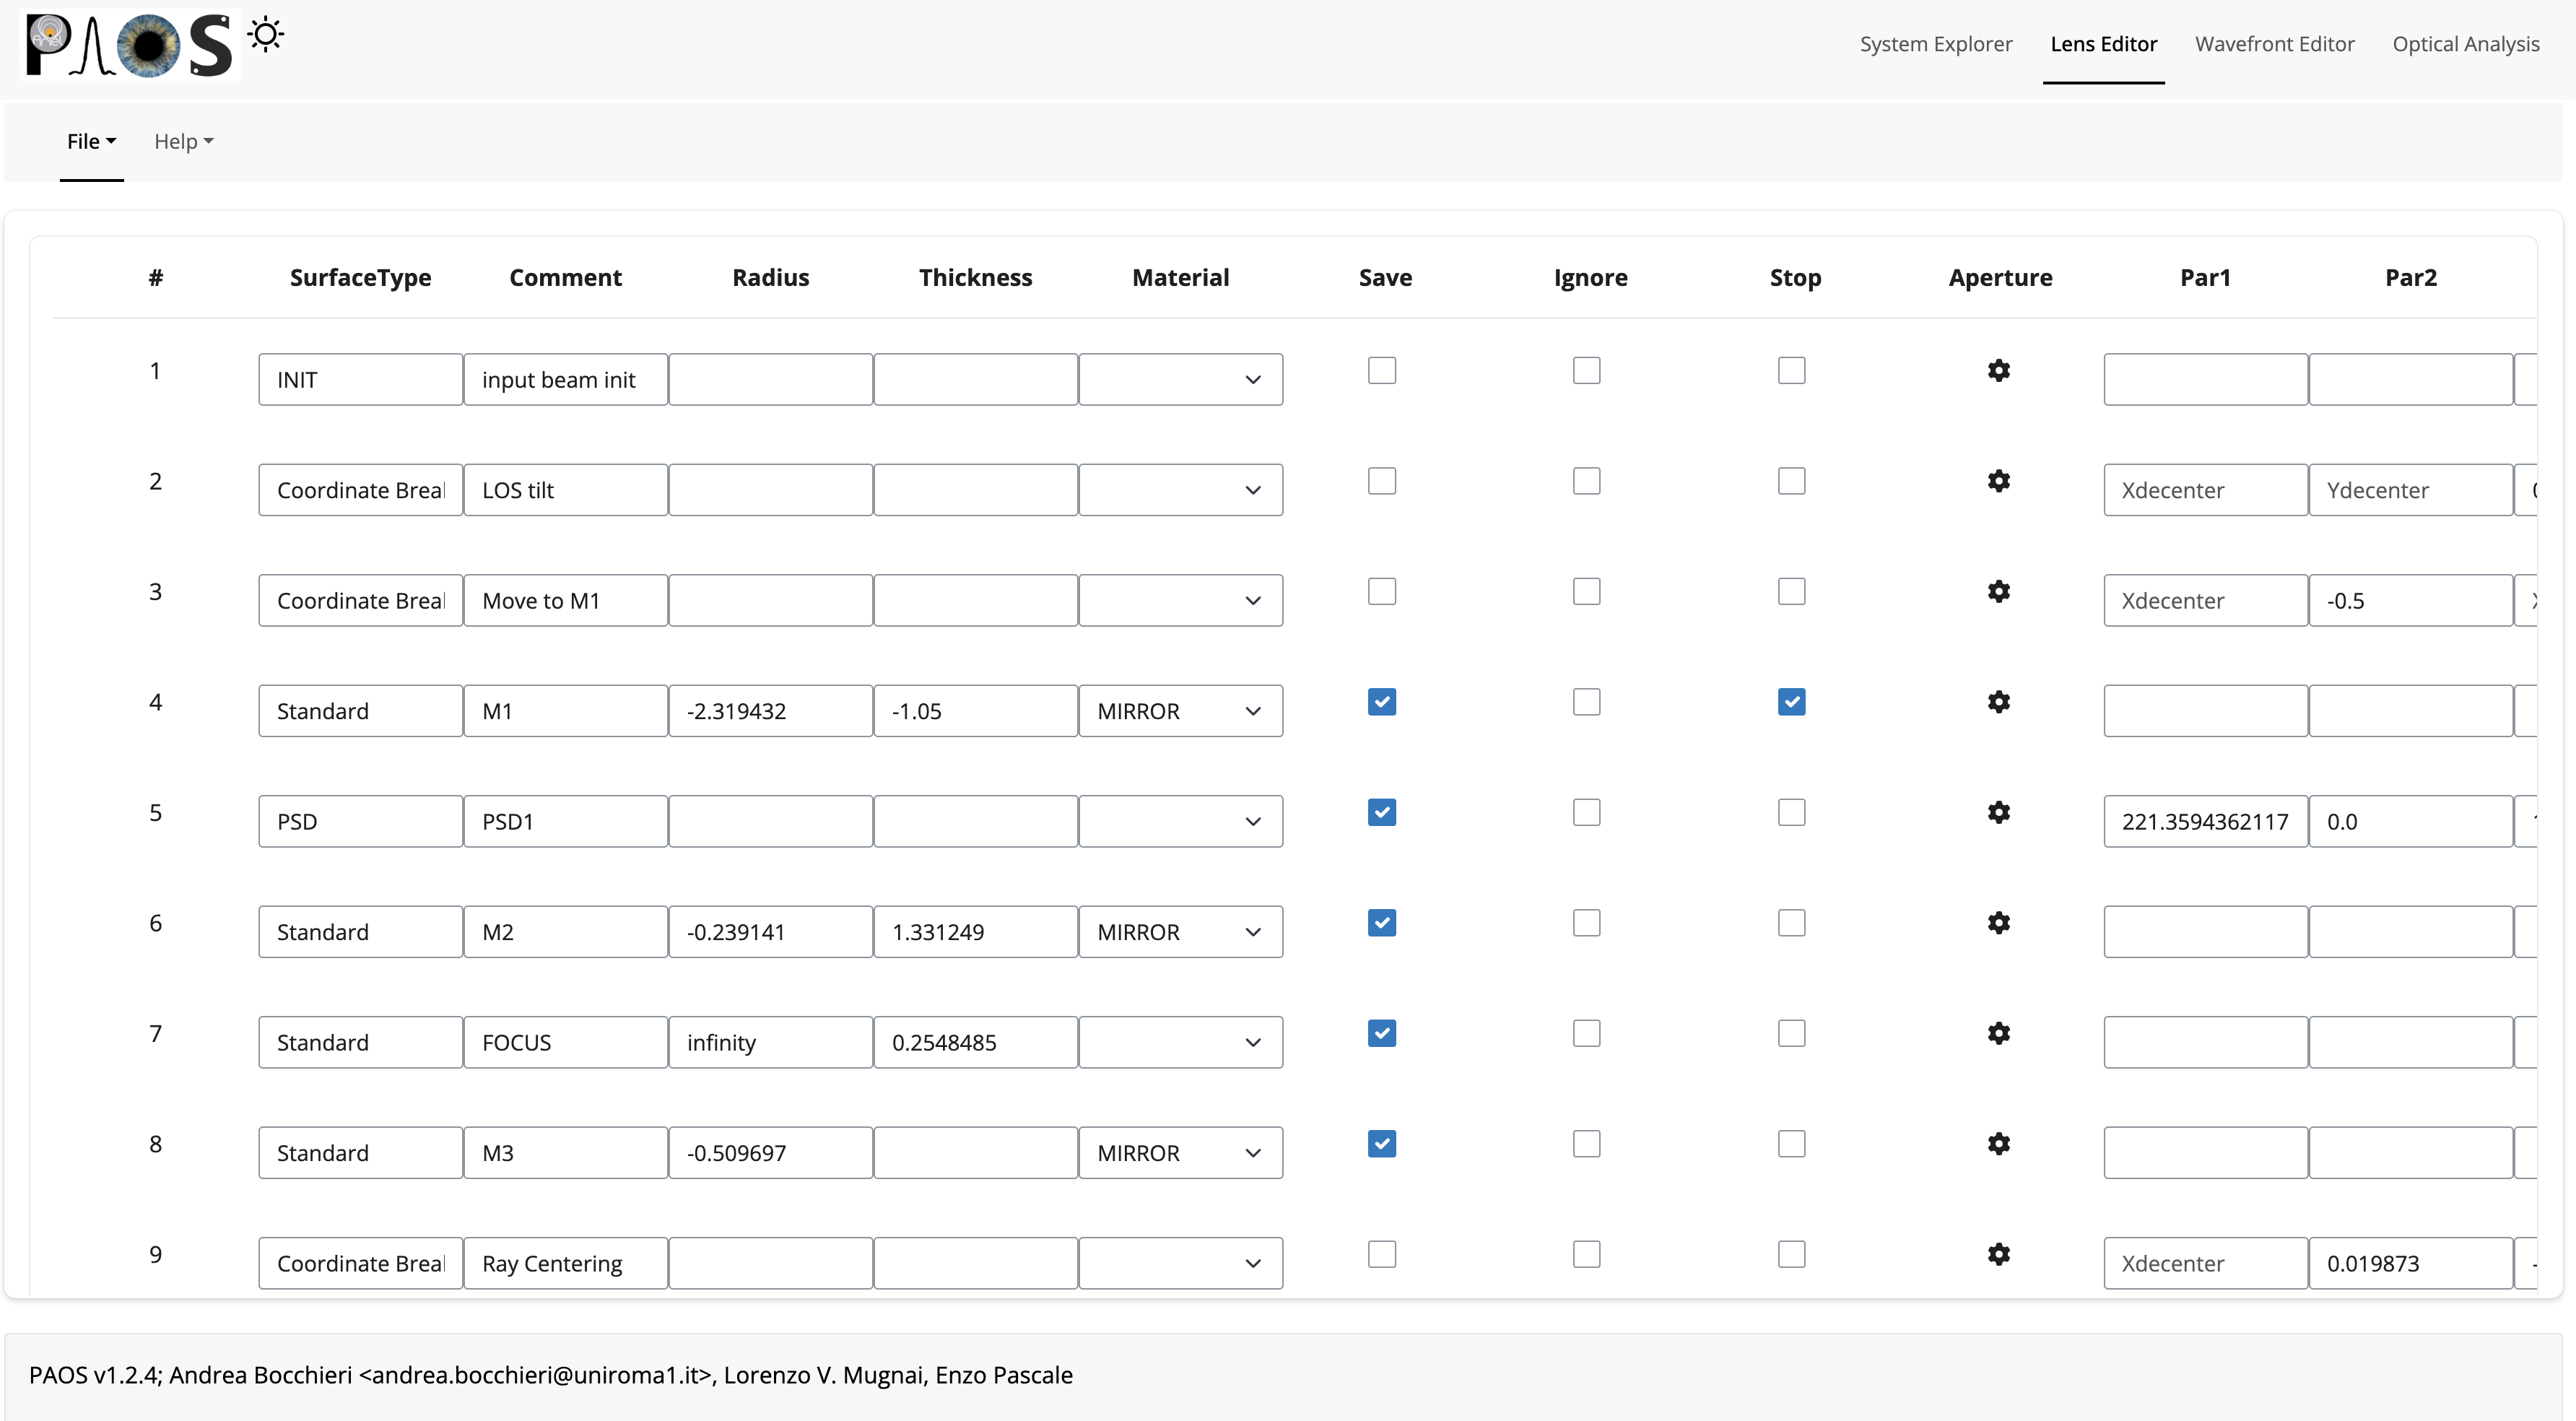 PAOS
System Explorer Lens Editor Wavefront Editor Optical Analysis
File Help
# SurfaceType Comment Radius Thickness Material Save Ignore Stop Aperture Par1 Par2
1 INIT input beam init
2 Coordinate Brea LOS tilt Xdecenter Ydecenter
3 Coordinate Brea Move to M1 Xdecenter -0.5
4 Standard M1 -2.319432 -1.05 MIRROR
5 PSD PSD1 221.3594362117 0.0
6 Standard M2 -0.239141 1.331249 MIRROR
7 Standard FOCUS infinity 0.2548485
8 Standard M3 -0.509697 MIRROR
9 Coordinate Brea Ray Centering Xdecenter 0.019873
PAOS v1.2.4; Andrea Bocchieri <andrea.bocchieri@uniroma1.it>, Lorenzo V. Mugnai, Enzo Pascale